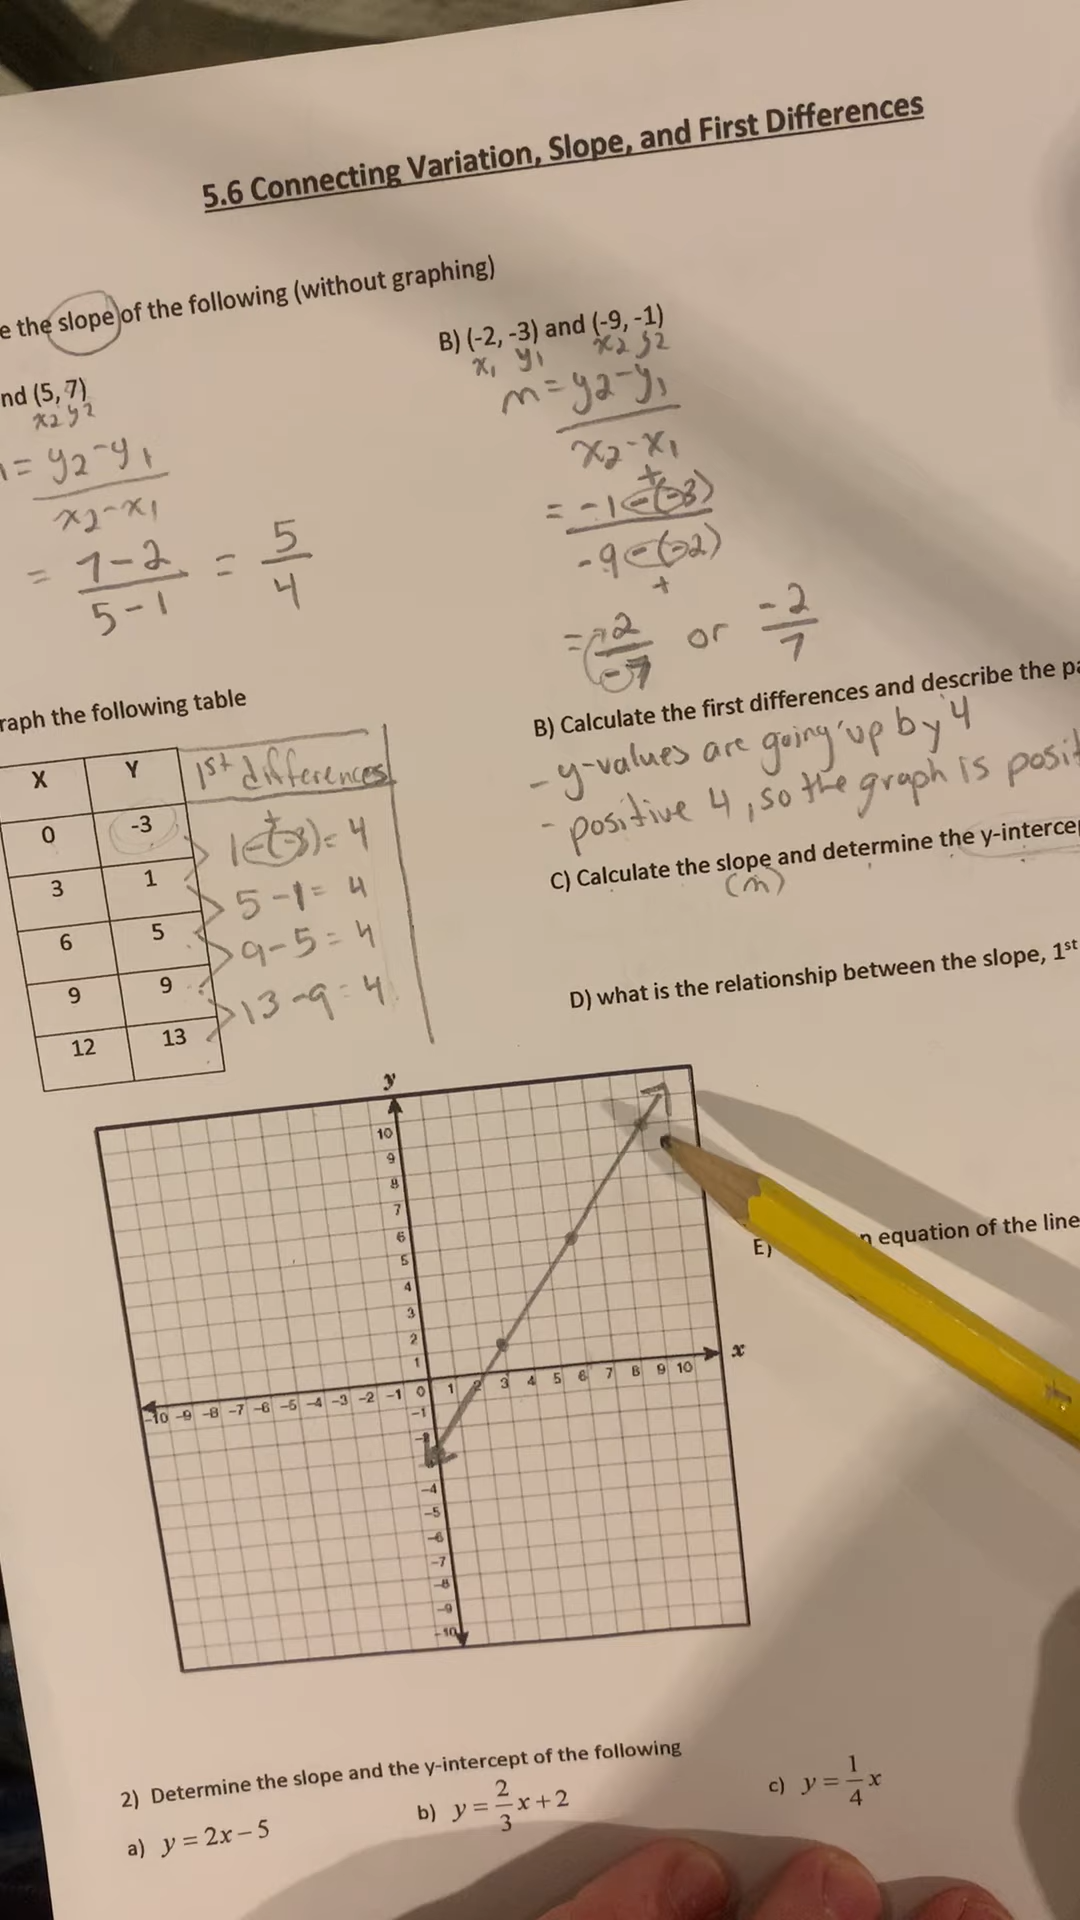 5.6 Connecting Variation, Slope, and First Differences
e the slope of the following (without graphing)
nd (5, 7)
x2 y2
= y2-y1
x2-x1
= 7-2 = 5
5-1 4
B) (-2, -3) and (-9, -1)
x1 y1 x2 y2
m = y2-y1
x2-x1
+
= -1-(-3)
-9-(-2)
+
= 2 or -2
-7 7
raph the following table
X Y 1st differences
0 -3
1-(-3)= 4
3 1
5-1= 4
6 5
9-5=4
9 9
13-9=4
12 13
B) Calculate the first differences and describe the pa
- y-values are going up by 4
- positive 4, so the graph is posit
C) Calculate the slope and determine the y-interce
(m)
D) what is the relationship between the slope, 1st
E) equation of the line
y
10
9
8
7
6
5
4
3
2
1
x
-10 -9 -8 -7 -6 -5 -4 -3 -2 -1 0 1 2 3 4 5 6 7 8 9 10
-1
-2
-4
-5
-6
-7
-8
-9
-10
2) Determine the slope and the y-intercept of the following
a) y = 2x – 5
b) y = 2/3 x + 2
c) y = 1/4 x